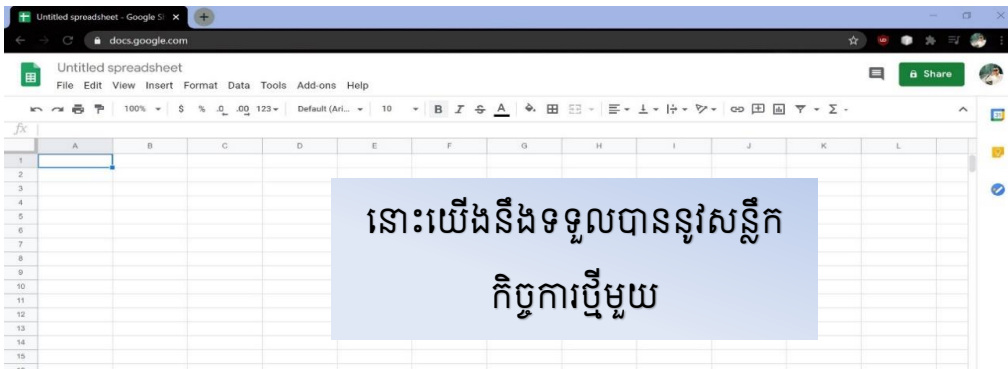 Untitled spreadsheet - Google S
docs.google.com
Untitled spreadsheet
File Edit View Insert Format Data Tools Add-ons Help
Share
100% $ % .0 .00 123 Default (Ari... 10 B I S A
fx
A B C D E F G H I J K L
1
2
3
4
5
6
7
8
9
10
11
12
13
14
15
នោះយើងនឹងទទួលបាននូវសន្លឹក
កិច្ចការថ្មីមួយ